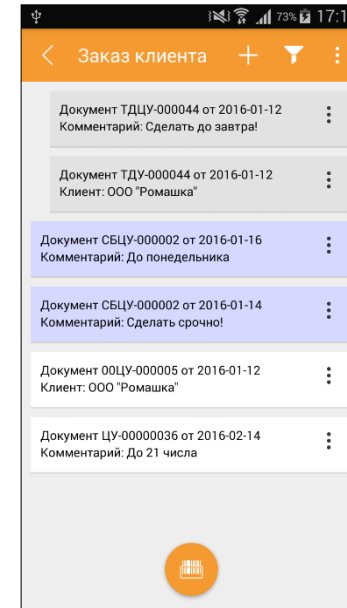 73% 17:1
Заказ клиента
Документ ТДЦУ-000044 от 2016-01-12
Комментарий: Сделать до завтра!
Документ ТДУ-000044 от 2016-01-12
Клиент: ООО "Ромашка"
Документ СБЦУ-000002 от 2016-01-16
Комментарий: До понедельника
Документ СБЦУ-000002 от 2016-01-14
Комментарий: Сделать срочно!
Документ 00ЦУ-000005 от 2016-01-12
Клиент: ООО "Ромашка"
Документ ЦУ-00000036 от 2016-02-14
Комментарий: До 21 числа